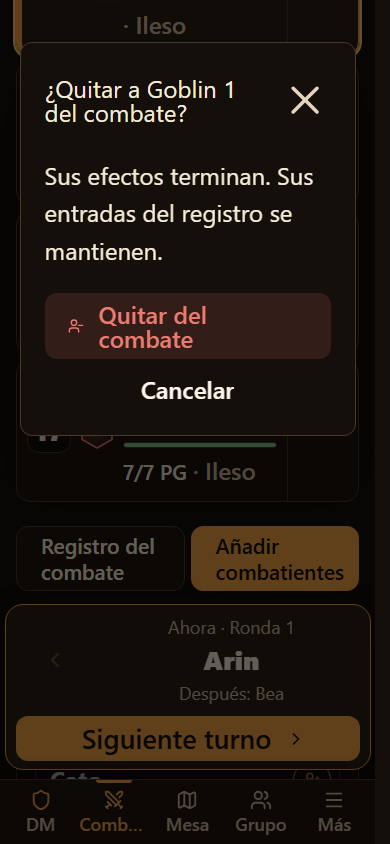 · Ileso
¿Quitar a Goblin 1
del combate?
Sus efectos terminan. Sus
entradas del registro se
mantienen.
Quitar del
combate
Cancelar
7/7 PG · Ileso
Registro del
combate
Añadir
combatientes
Ahora · Ronda 1
Arin
Después: Bea
Siguiente turno
DM
Comb...
Mesa
Grupo
Más